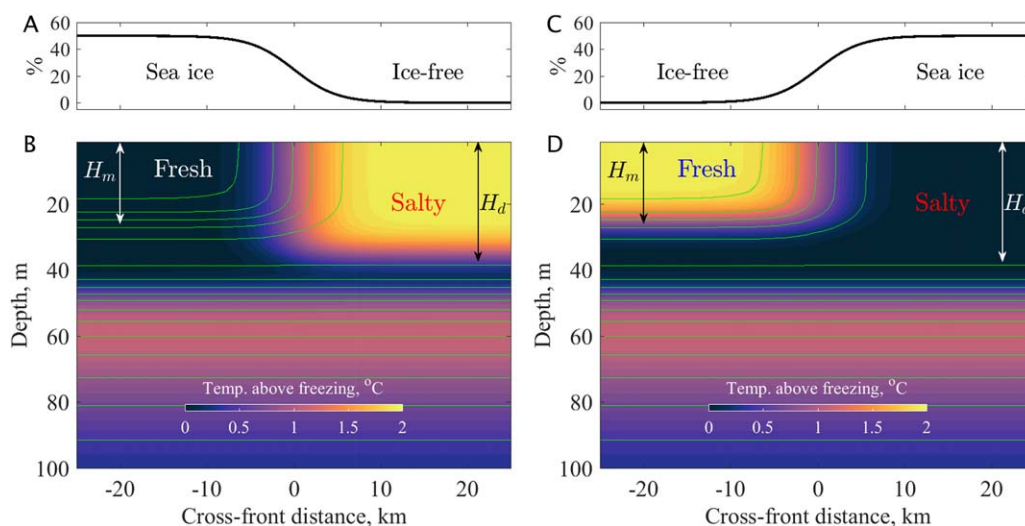 A
60
40
20
0
%
Sea ice
Ice-free
C
60
40
20
0
%
Ice-free
Sea ice
B
H_m
Fresh
Salty
H_d
20
40
60
80
100
Depth, m
Temp. above freezing, °C
0 0.5 1 1.5 2
-20 -10 0 10 20
Cross-front distance, km
D
H_m
Fresh
Salty
20
40
60
80
100
Depth, m
Temp. above freezing, °C
0 0.5 1 1.5 2
-20 -10 0 10 20
Cross-front distance, km